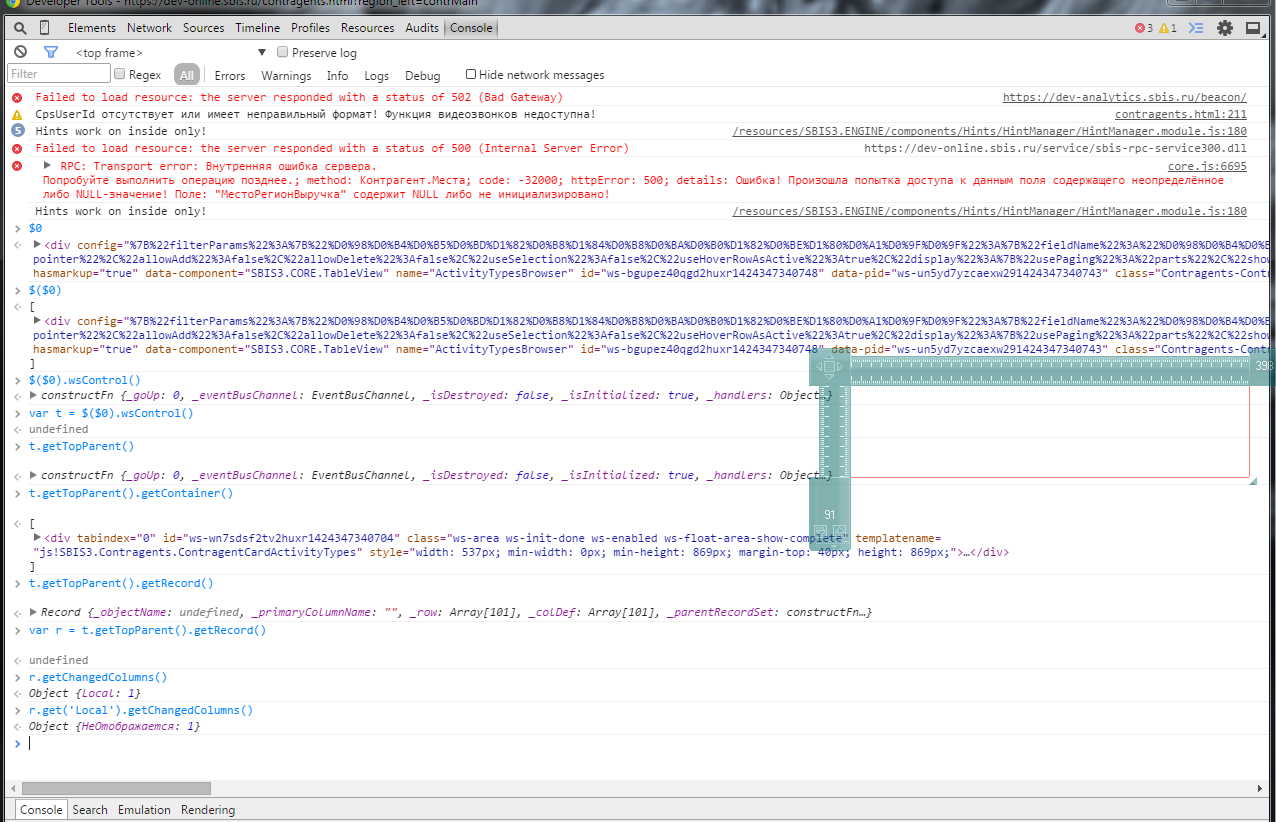 Developer Tools - https://dev-online.sbis.ru/contragents.html?region_left=contrMain
Elements Network Sources Timeline Profiles Resources Audits Console 3 1
<top frame> ▼ Preserve log
Filter Regex All Errors Warnings Info Logs Debug Hide network messages
Failed to load resource: the server responded with a status of 502 (Bad Gateway) https://dev-analytics.sbis.ru/beacon/
CpsUserId отсутствует или имеет неправильный формат! Функция видеозвонков недоступна! contragents.html:211
5 Hints work on inside only! /resources/SBIS3.ENGINE/components/Hints/HintManager/HintManager.module.js:180
Failed to load resource: the server responded with a status of 500 (Internal Server Error) https://dev-online.sbis.ru/service/sbis-rpc-service300.dll
▶ RPC: Transport error: Внутренняя ошибка сервера. core.js:6695
Попробуйте выполнить операцию позднее.; method: Контрагент.Места; code: -32000; httpError: 500; details: Ошибка! Произошла попытка доступа к данным поля содержащего неопределённое
либо NULL-значение! Поле: "МестоРегионВыручка" содержит NULL либо не инициализировано!
Hints work on inside only! /resources/SBIS3.ENGINE/components/Hints/HintManager/HintManager.module.js:180
> $0
▶<div config="%7B%22filterParams%22%3A%7B%22%D0%98%D0%B4%D0%B5%D0%BD%D1%82%D0%B8%D1%84%D0%B8%D0%BA%D0%B0%D1%82%D0%BE%D1%80%D0%A1%D0%9F%D0%9F%22%3A%7B%22fieldName%22%3A%22%D0%98%D0%B4%D0%B
pointer%22%2C%22allowAdd%22%3Afalse%2C%22allowDelete%22%3Afalse%2C%22useSelection%22%3Afalse%2C%22useHoverRowAsActive%22%3Atrue%2C%22display%22%3A%7B%22usePaging%22%3A%22parts%22%2C%22show
hasmarkup="true" data-component="SBIS3.CORE.TableView" name="ActivityTypesBrowser" id="ws-bgupez40qgd2huxr1424347340748" data-pid="ws-un5yd7yzcaexw291424347340743" class="Contragents-Contr
> $($0)
[
▶<div config="%7B%22filterParams%22%3A%7B%22%D0%98%D0%B4%D0%B5%D0%BD%D1%82%D0%B8%D1%84%D0%B8%D0%BA%D0%B0%D1%82%D0%BE%D1%80%D0%A1%D0%9F%D0%9F%22%3A%7B%22fieldName%22%3A%22%D0%98%D0%B4%D0%B
pointer%22%2C%22allowAdd%22%3Afalse%2C%22allowDelete%22%3Afalse%2C%22useSelection%22%3Afalse%2C%22useHoverRowAsActive%22%3Atrue%2C%22display%22%3A%7B%22usePaging%22%3A%22parts%22%2C%22show
hasmarkup="true" data-component="SBIS3.CORE.TableView" name="ActivityTypesBrowser" id="ws-bgupez40qgd2huxr1424347340748" data-pid="ws-un5yd7yzcaexw291424347340743" class="Contragents-Contr
]
398
> $($0).wsControl()
▶ constructFn {_goUp: 0, _eventBusChannel: EventBusChannel, _isDestroyed: false, _isInitialized: true, _handlers: Object…}
> var t = $($0).wsControl()
undefined
> t.getTopParent()
▶ constructFn {_goUp: 0, _eventBusChannel: EventBusChannel, _isDestroyed: false, _isInitialized: true, _handlers: Object…}
> t.getTopParent().getContainer()
91
[
▶<div tabindex="0" id="ws-wn7sdsf2tv2huxr1424347340704" class="ws-area ws-init-done ws-enabled ws-float-area-show-complete" templatename=
"js!SBIS3.Contragents.ContragentCardActivityTypes" style="width: 537px; min-width: 0px; min-height: 869px; margin-top: 40px; height: 869px;">…</div>
]
> t.getTopParent().getRecord()
▶ Record {_objectName: undefined, _primaryColumnName: "", _row: Array[101], _colDef: Array[101], _parentRecordSet: constructFn…}
> var r = t.getTopParent().getRecord()
undefined
> r.getChangedColumns()
Object {Local: 1}
> r.get('Local').getChangedColumns()
Object {НеОтображается: 1}
>
Console Search Emulation Rendering